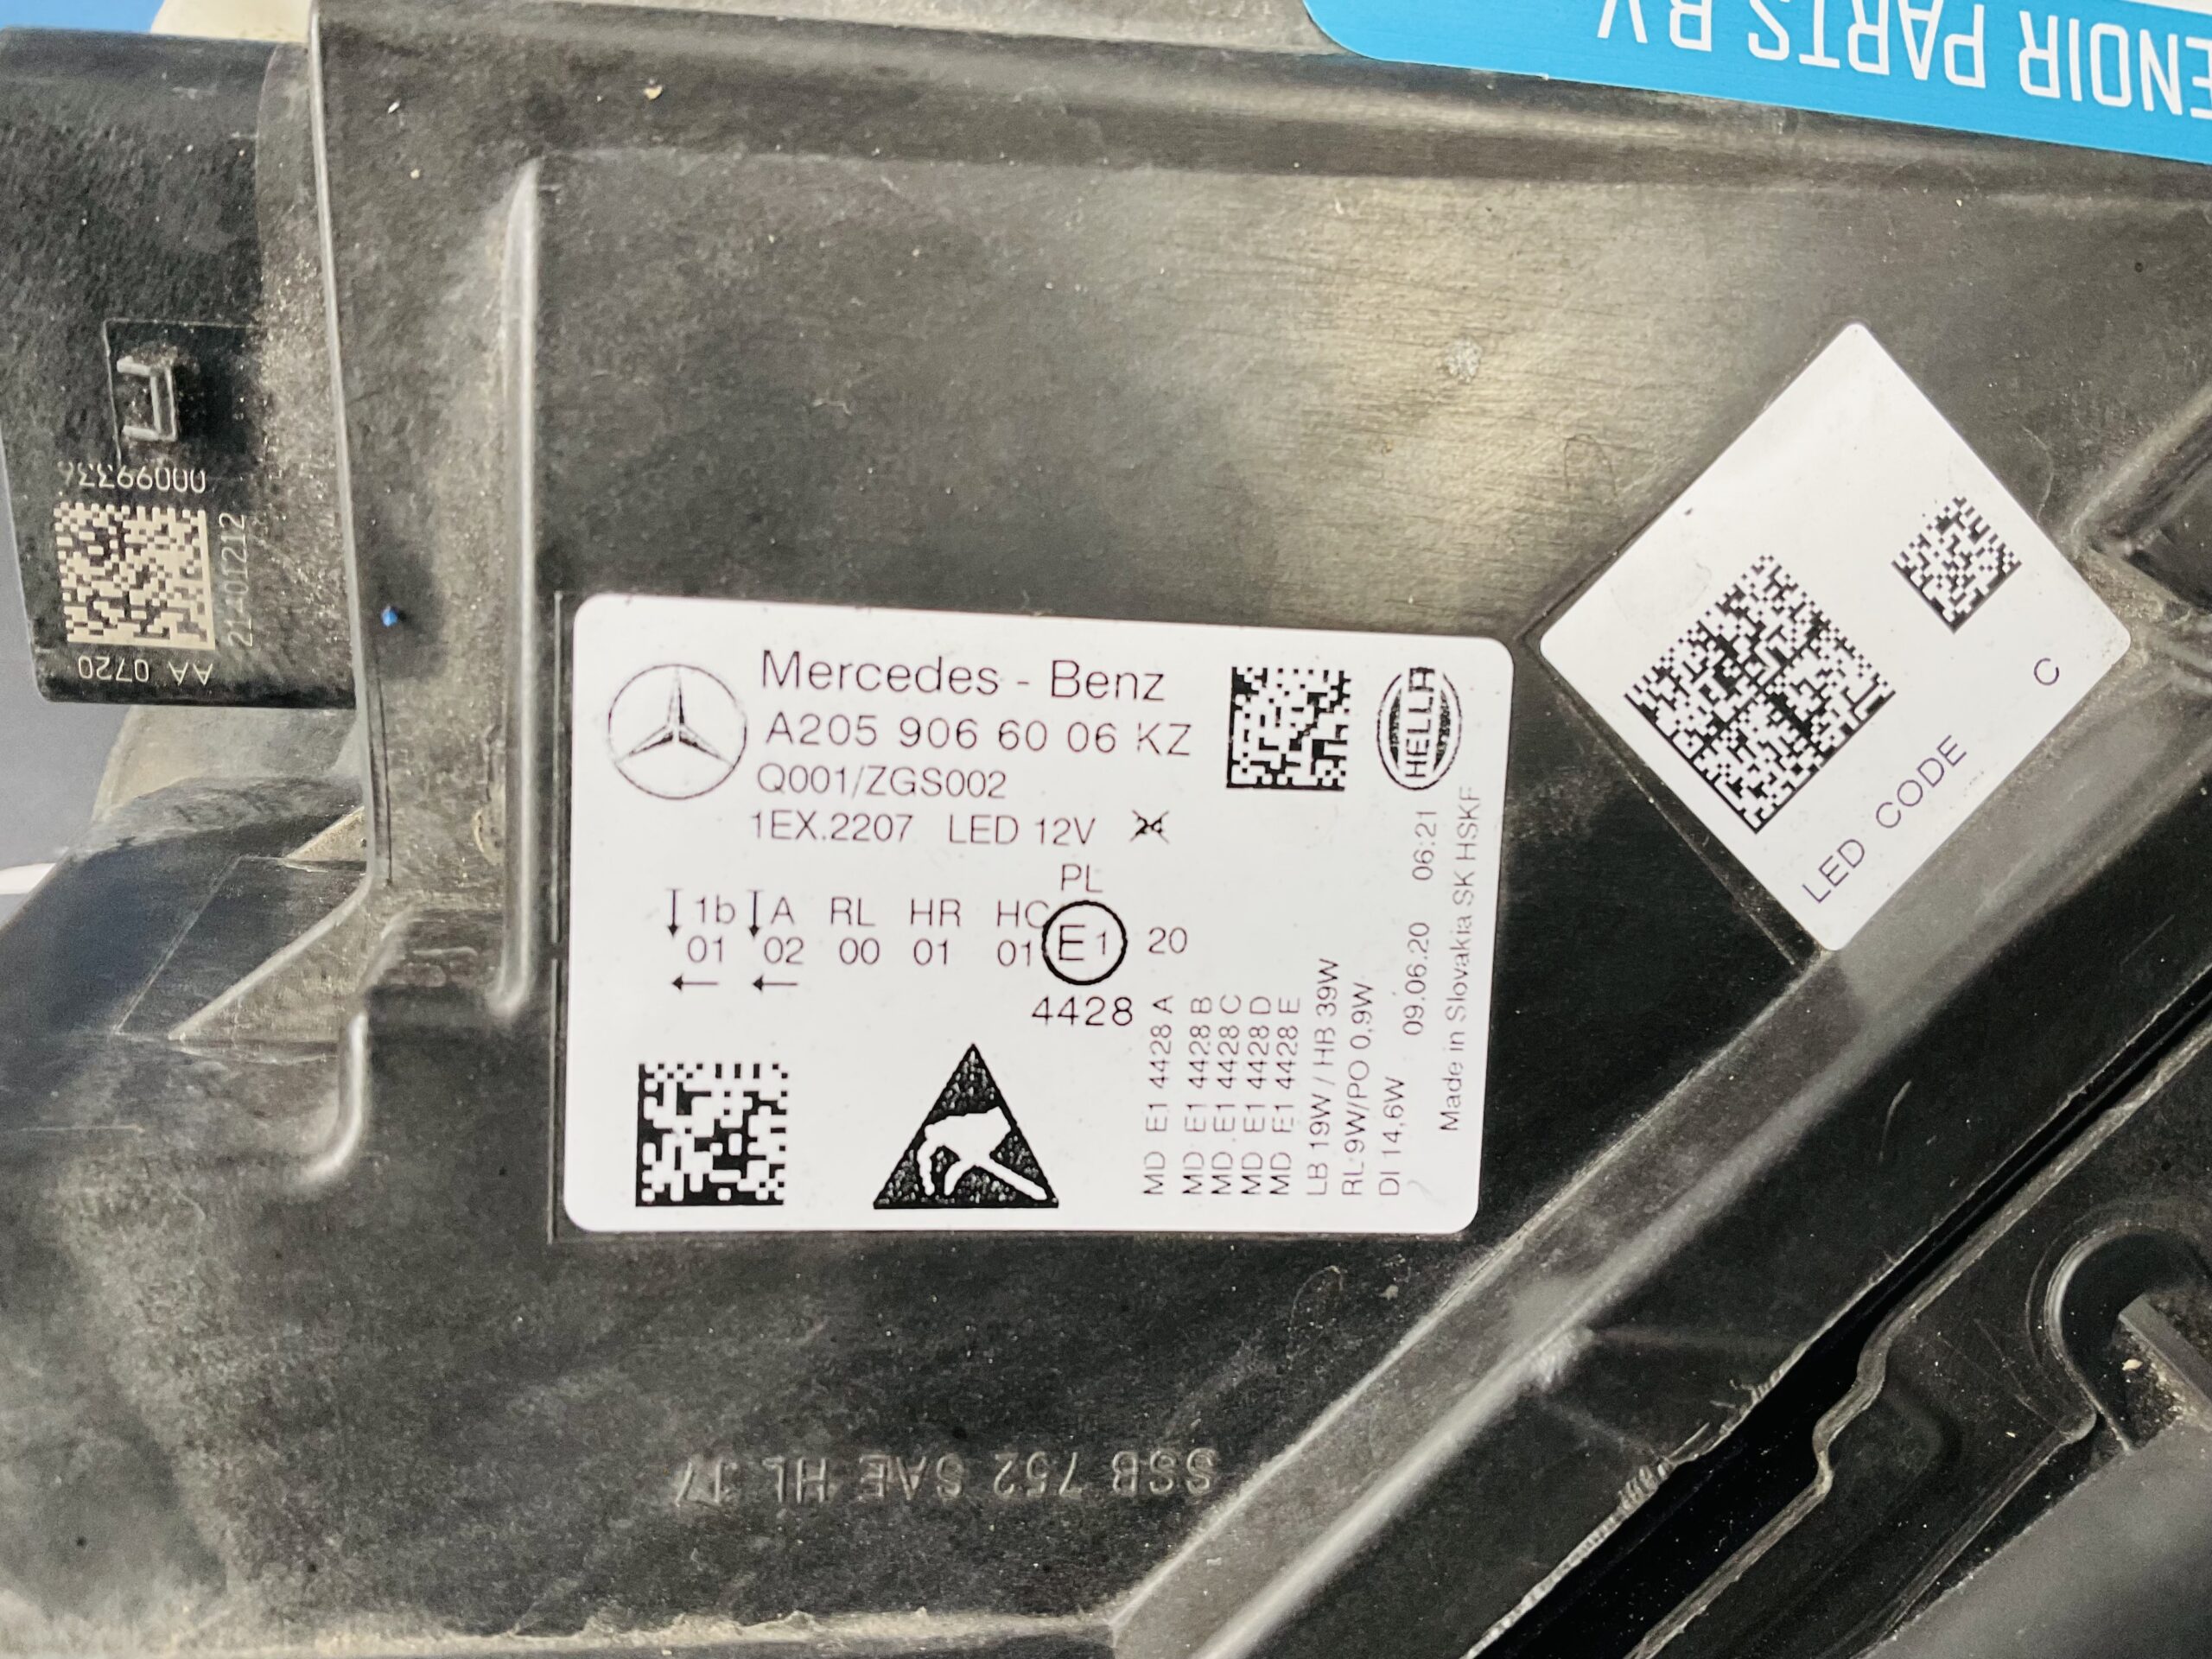 ENOIR PARTS B.V
00099336
21401212
AA 0720
Mercedes - Benz
A205 906 60 06 KZ
Q001/ZGS002
1EX.2207 LED 12V 24
PL
1b A RL HR HC
01 02 00 01 01 E1 20
4428
MD E1 4428 A
MD E1 4428 B
MD E1 4428 C
MD E1 4428 D
MD E1 4428 E
LB 19W / HB 39W
RL 9W/PO 0,9W
DI 14,6W
09.06.20 06:21
Made in Slovakia SK HSKF
HELLA
LED CODE
C
SSB 752 SAE HL 17